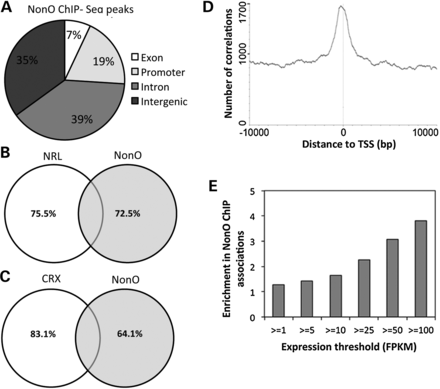 A
NonO ChIP- Seq peaks
7%
19%
39%
35%
Exon
Promoter
Intron
Intergenic
B
NRL
NonO
75.5%
72.5%
C
CRX
NonO
83.1%
64.1%
D
Number of correlations
1700
1000
0
-10000
0
10000
Distance to TSS (bp)
E
Enrichment in NonO ChIP
associations
5
4
3
2
1
0
>=1
>=5
>=10
>=25
>=50
>=100
Expression threshold (FPKM)